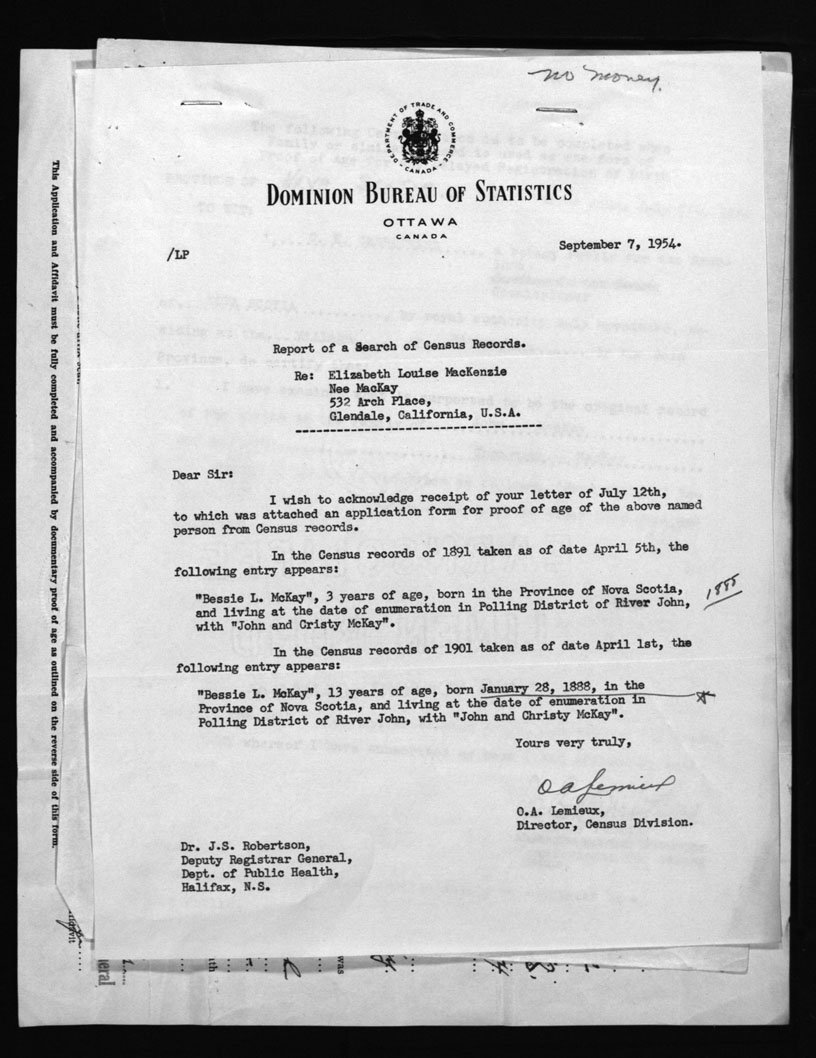 no money.
DEPARTMENT OF TRADE AND COMMERCE
CANADA
DOMINION BUREAU OF STATISTICS
OTTAWA
CANADA
/LP
September 7, 1954.
Report of a Search of Census Records.
Re: Elizabeth Louise MacKenzie
Nee MacKay
532 Arch Place,
Glendale, California, U.S.A.
Dear Sir:
I wish to acknowledge receipt of your letter of July 12th,
to which was attached an application form for proof of age of the above named
person from Census records.
In the Census records of 1891 taken as of date April 5th, the
following entry appears:
"Bessie L. McKay", 3 years of age, born in the Province of Nova Scotia,
and living at the date of enumeration in Polling District of River John,
with "John and Cristy McKay".
1888
In the Census records of 1901 taken as of date April 1st, the
following entry appears:
"Bessie L. McKay", 13 years of age, born January 28, 1888, in the
Province of Nova Scotia, and living at the date of enumeration in
Polling District of River John, with "John and Christy McKay".
Yours very truly,
O A Lemieux
O.A. Lemieux,
Director, Census Division.
Dr. J.S. Robertson,
Deputy Registrar General,
Dept. of Public Health,
Halifax, N.S.
This Application and Affidavit must be fully completed and accompanied by documentary proof of age as outlined on the reverse side of this form.